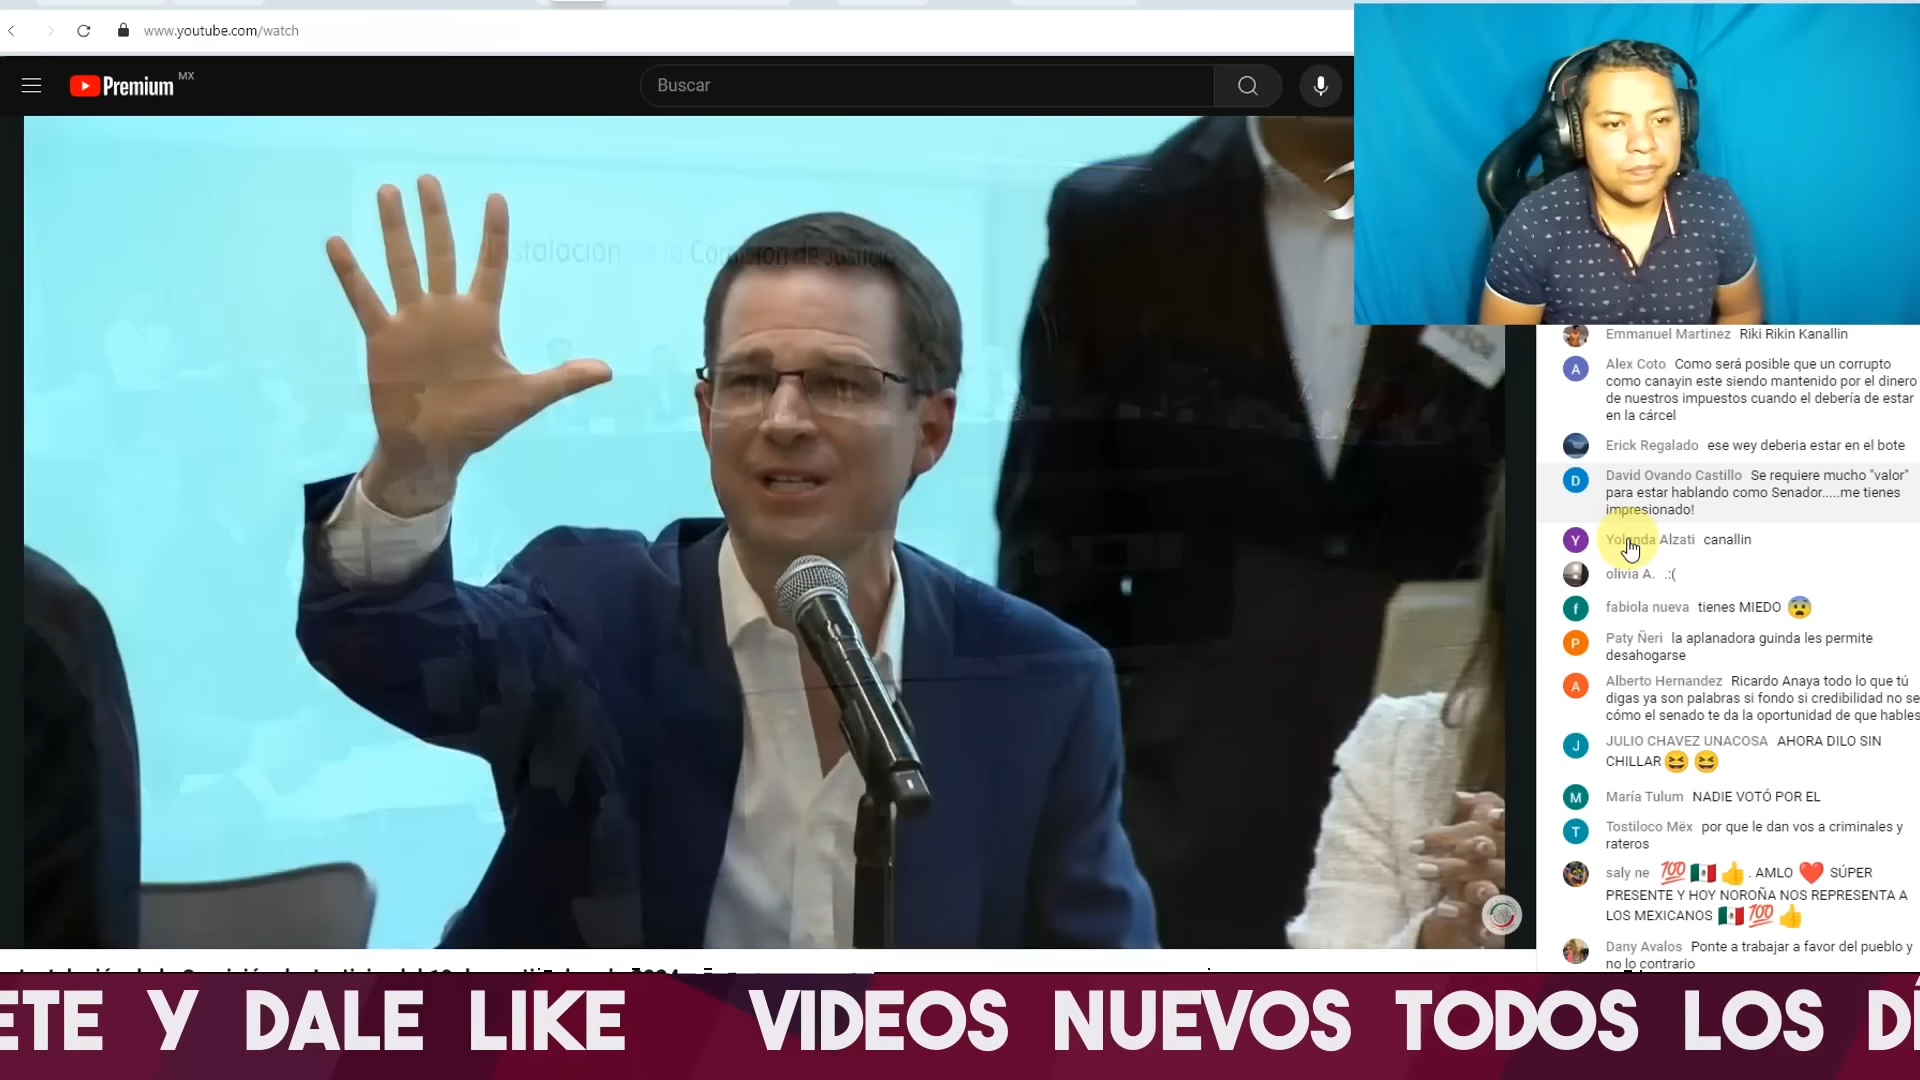 www.youtube.com/watch
Premium MX
Buscar
Instalación de la Comisión de Justicia
Emmanuel Martinez Riki Rikin Kanallin
Alex Coto Como será posible que un corrupto
como canayin este siendo mantenido por el dinero
de nuestros impuestos cuando el debería de estar
en la cárcel
Erick Regalado ese wey deberia estar en el bote
David Ovando Castillo Se requiere mucho "valor"
para estar hablando como Senador.....me tienes
impresionado!
Yolanda Alzati canallin
olivia A. .:(
fabiola nueva tienes MIEDO 😨
Paty Ñeri la aplanadora guinda les permite
desahogarse
Alberto Hernandez Ricardo Anaya todo lo que tú
digas ya son palabras si fondo si credibilidad no se
cómo el senado te da la oportunidad de que hables
JULIO CHAVEZ UNACOSA AHORA DILO SIN
CHILLAR 😆 😆
María Tulum NADIE VOTÓ POR EL
Tostiloco Mëx por que le dan vos a criminales y
rateros
saly ne 💯 🇲🇽 👍 . AMLO ❤️ SÚPER
PRESENTE Y HOY NOROÑA NOS REPRESENTA A
LOS MEXICANOS 🇲🇽 💯 👍
Dany Avalos Ponte a trabajar a favor del pueblo y
no lo contrario
A
D
Y
f
P
A
J
M
T
ETE Y DALE LIKE VIDEOS NUEVOS TODOS LOS DÍ